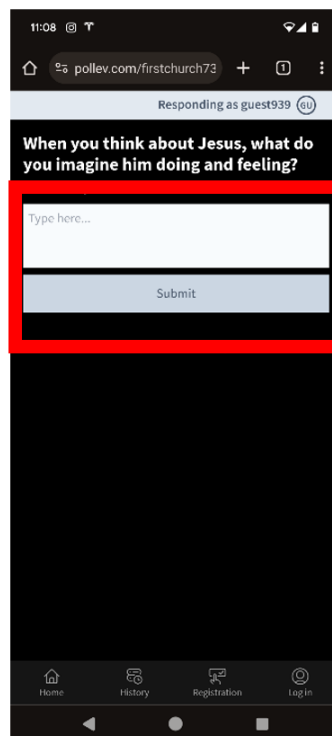 11:08
pollev.com/firstchurch73
1
Responding as guest939 GU
When you think about Jesus, what do
you imagine him doing and feeling?
Type here...
Submit
Home History Registration Log in